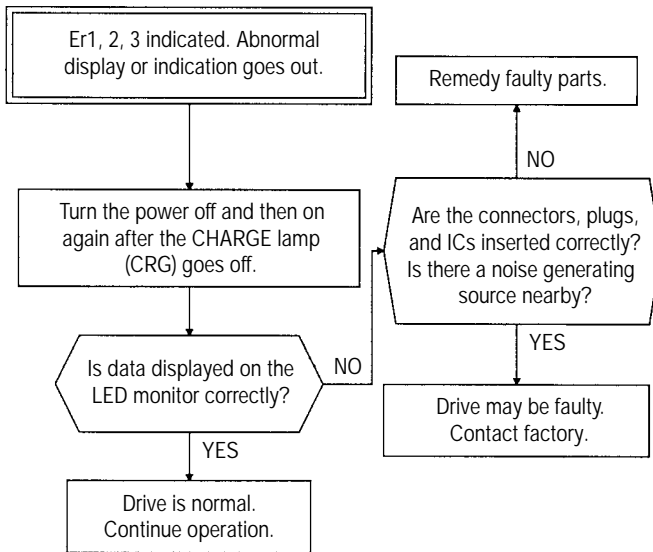 Er1, 2, 3 indicated. Abnormal
display or indication goes out.
Turn the power off and then on
again after the CHARGE lamp
(CRG) goes off.
Is data displayed on the
LED monitor correctly?
NO
YES
Drive is normal.
Continue operation.
Remedy faulty parts.
NO
Are the connectors, plugs,
and ICs inserted correctly?
Is there a noise generating
source nearby?
YES
Drive may be faulty.
Contact factory.